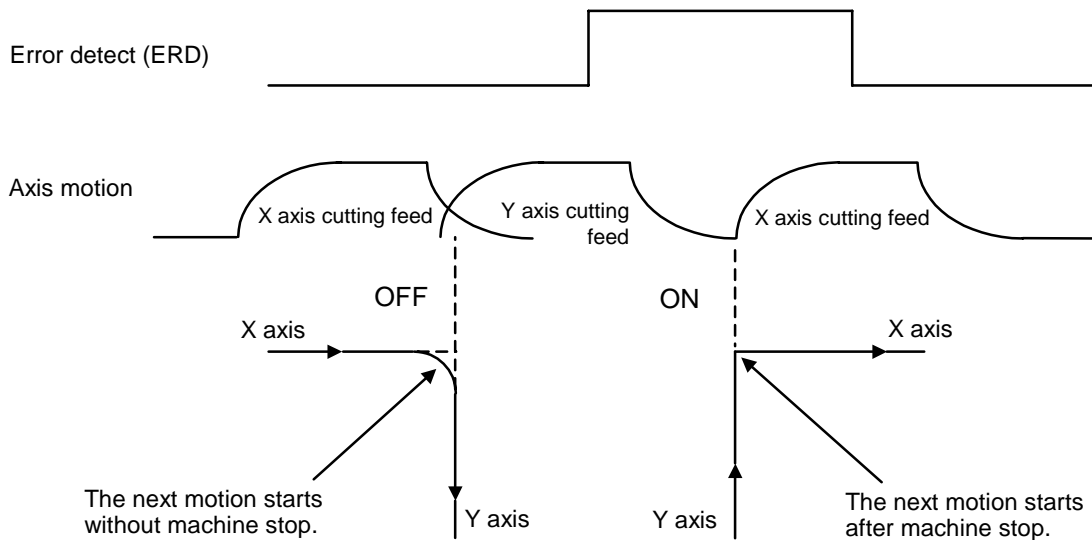 Error detect (ERD)
Axis motion
X axis cutting feed
Y axis cutting
feed
X axis cutting feed
OFF
ON
X axis
X axis
The next motion starts
without machine stop.
Y axis
Y axis
The next motion starts
after machine stop.